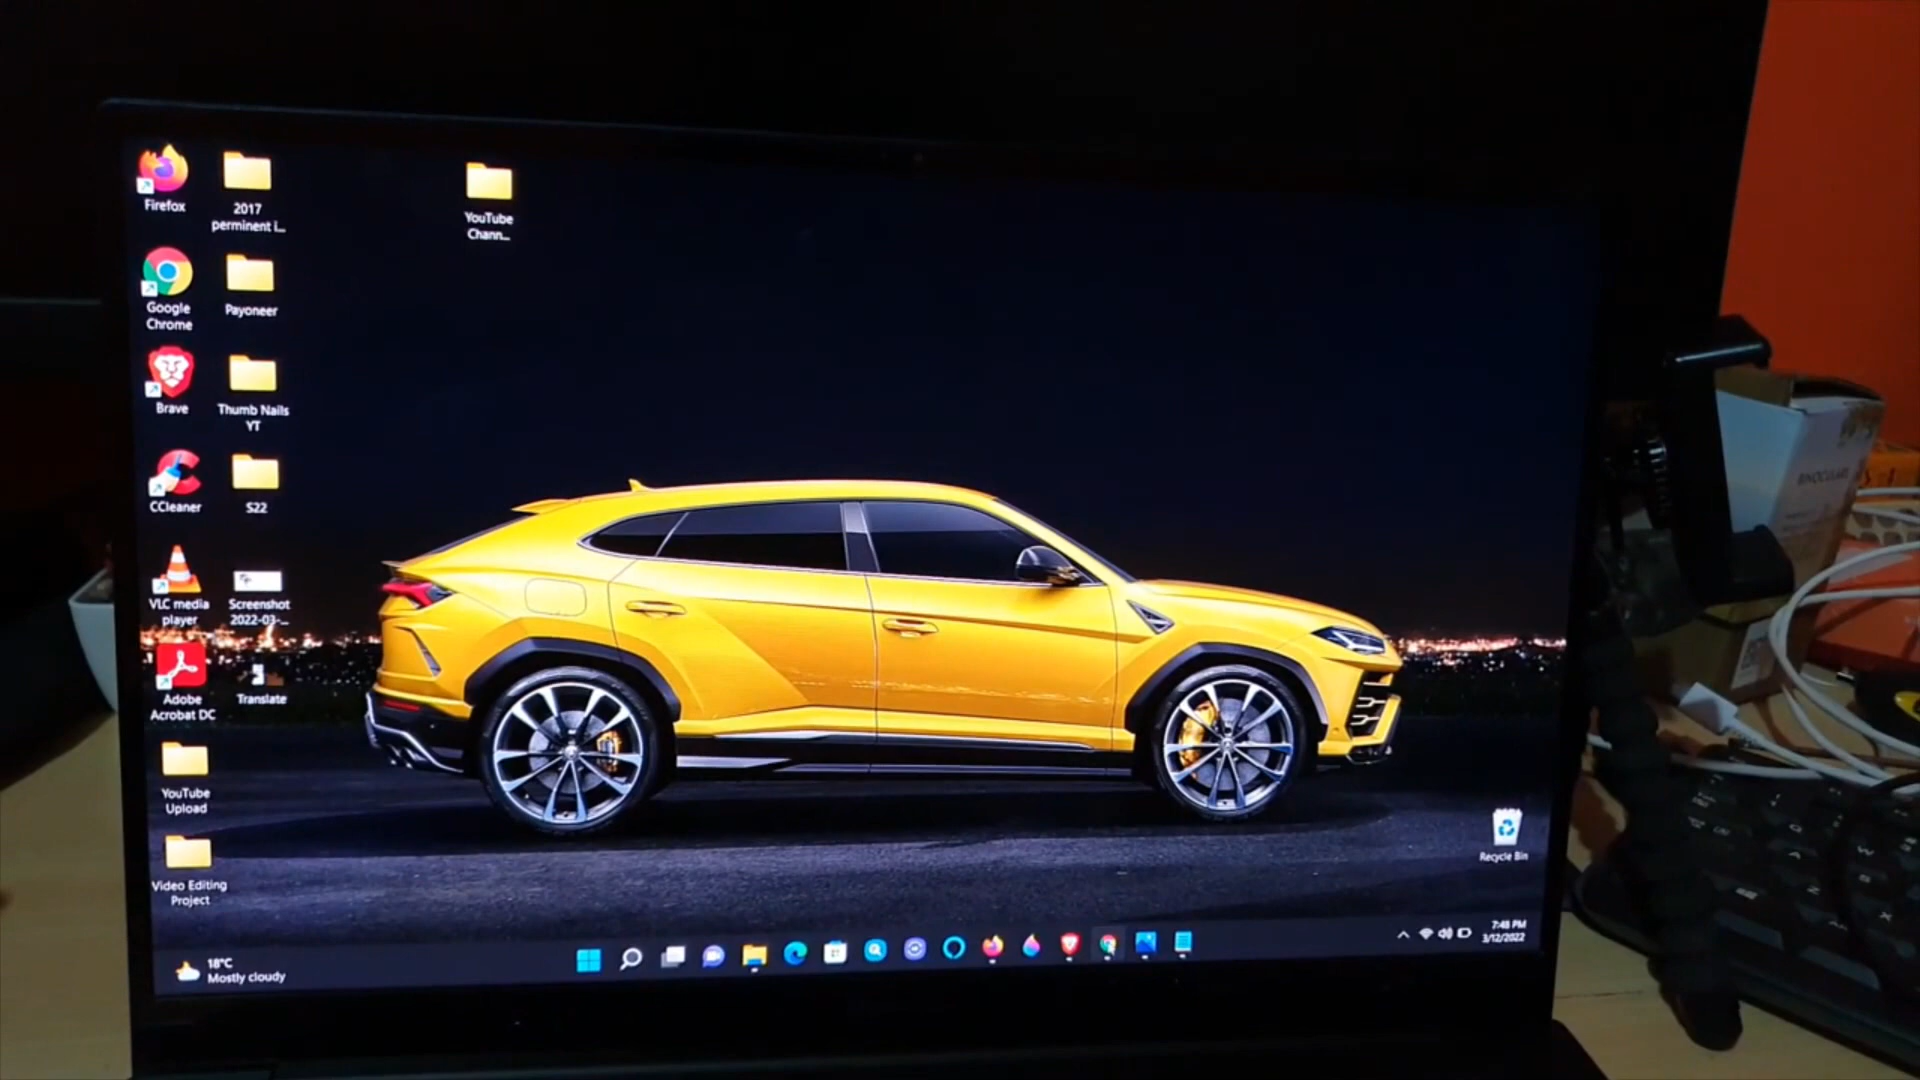 Firefox
2017
perminent i...
YouTube
Chann...
Google
Chrome
Payoneer
Brave
Thumb Nails
YT
CCleaner
S22
VLC media
player
Screenshot
2022-03-...
Adobe
Acrobat DC
Translate
YouTube
Upload
Video Editing
Project
Recycle Bin
18°C
Mostly cloudy
7:48 PM
3/12/2022
BINOCULARS